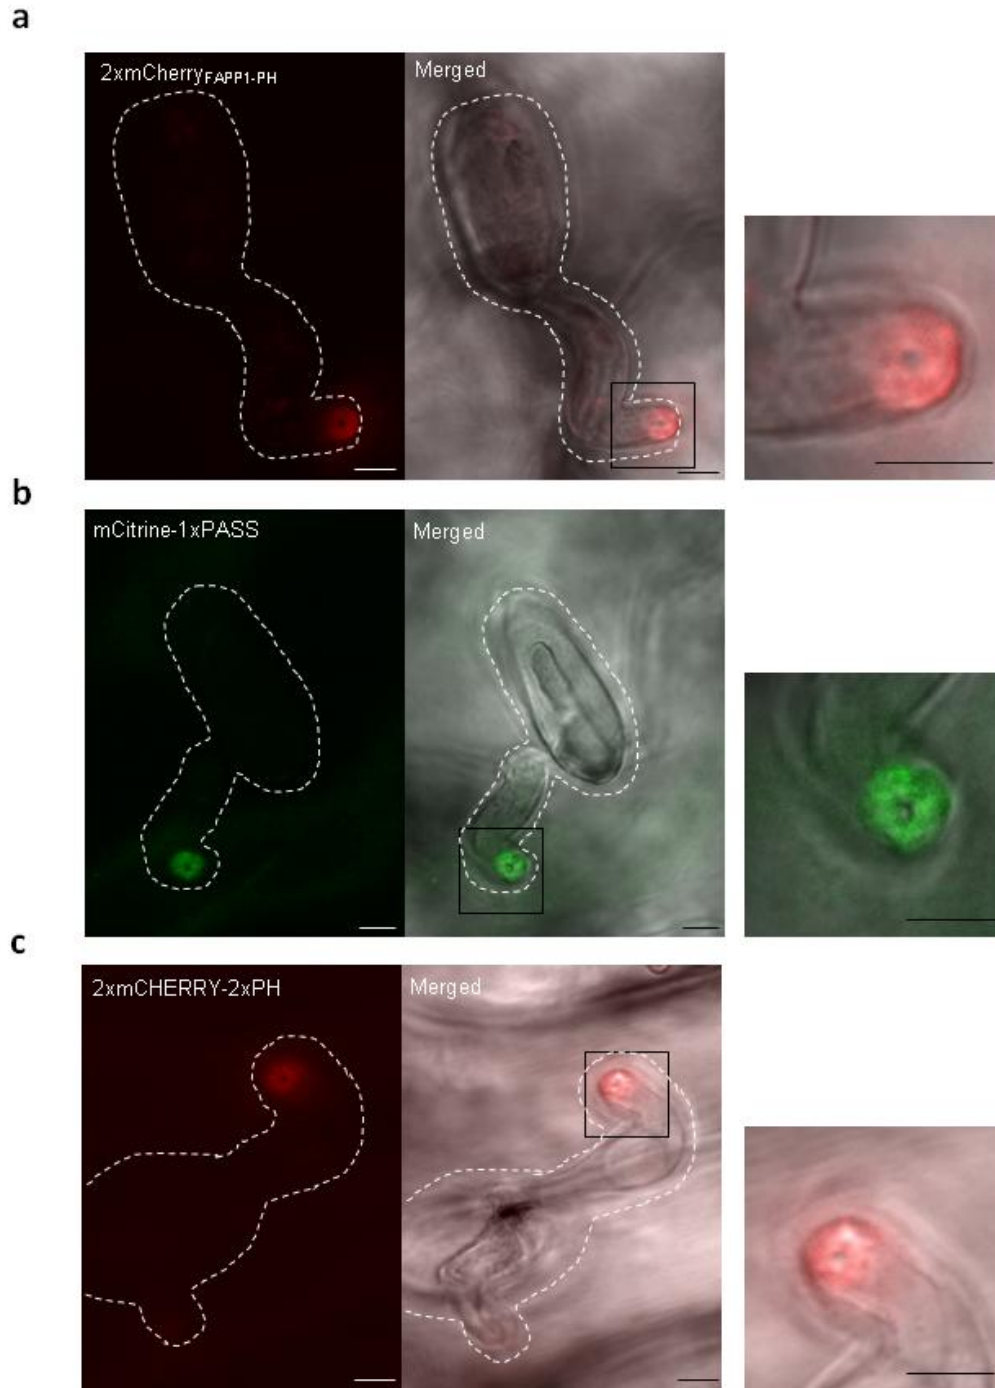 a
2xmCherryFAPP1-PH
Merged
b
mCitrine-1xPASS
Merged
c
2xmCHERRY-2xPH
Merged